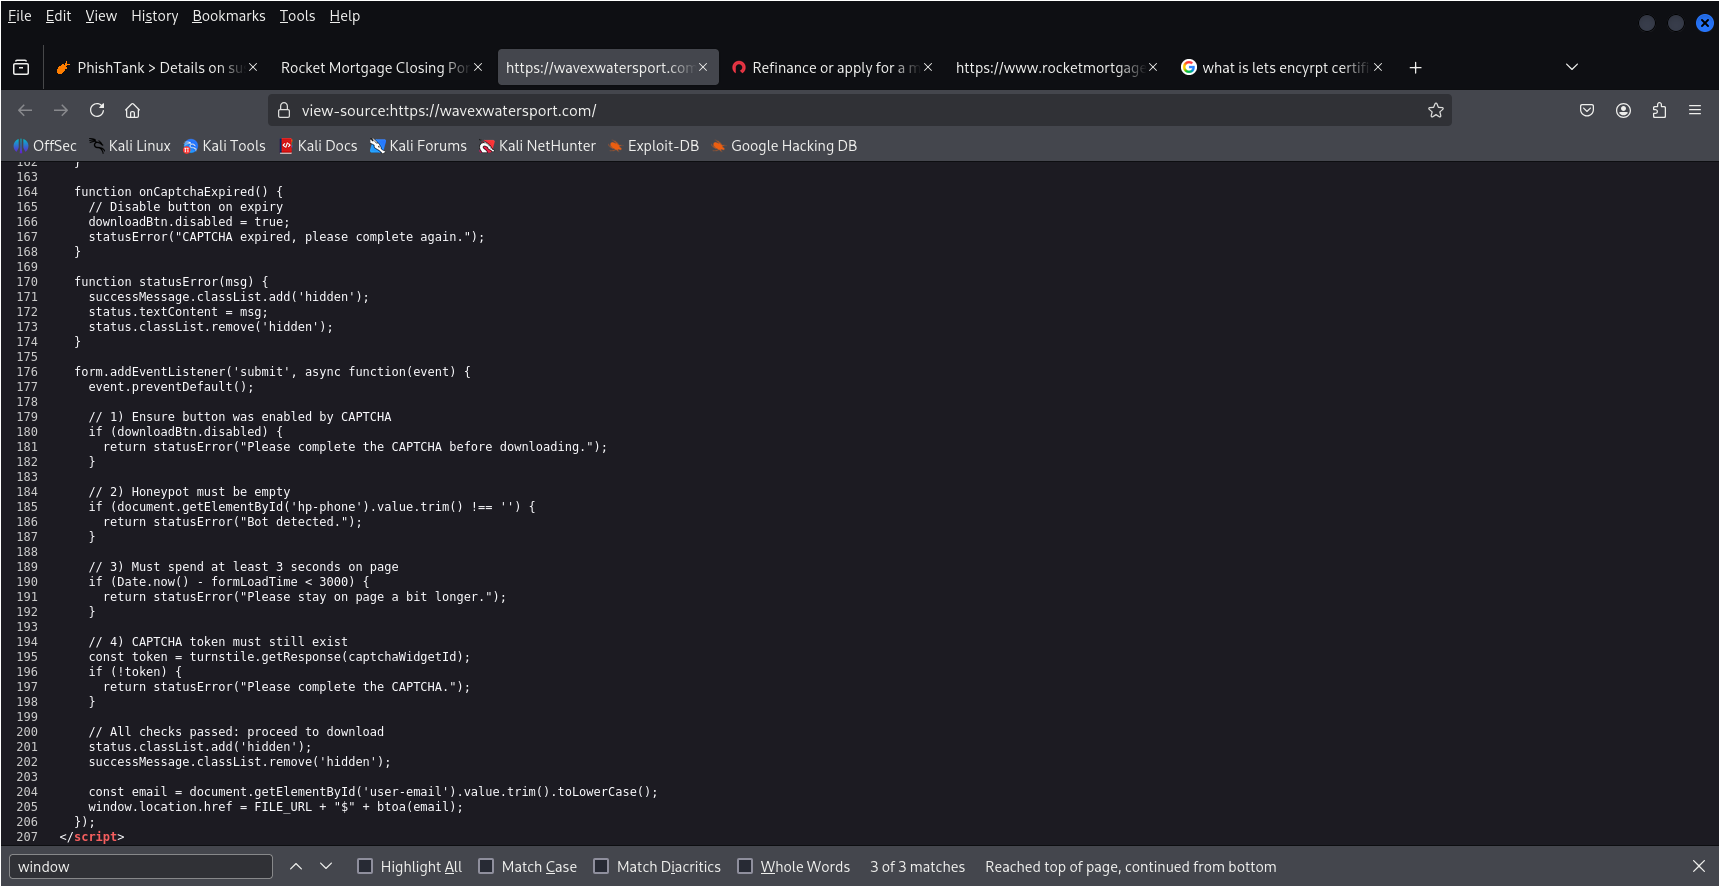 File Edit View History Bookmarks Tools Help
PhishTank > Details on su
Rocket Mortgage Closing Por
https://wavexwatersport.com
Refinance or apply for a m
https://www.rocketmortgage
what is lets encyrpt certifi
view-source:https://wavexwatersport.com/
OffSec Kali Linux Kali Tools Kali Docs Kali Forums Kali NetHunter Exploit-DB Google Hacking DB
162 }
163
164 function onCaptchaExpired() {
165 // Disable button on expiry
166 downloadBtn.disabled = true;
167 statusError("CAPTCHA expired, please complete again.");
168 }
169
170 function statusError(msg) {
171 successMessage.classList.add('hidden');
172 status.textContent = msg;
173 status.classList.remove('hidden');
174 }
175
176 form.addEventListener('submit', async function(event) {
177 event.preventDefault();
178
179 // 1) Ensure button was enabled by CAPTCHA
180 if (downloadBtn.disabled) {
181 return statusError("Please complete the CAPTCHA before downloading.");
182 }
183
184 // 2) Honeypot must be empty
185 if (document.getElementById('hp-phone').value.trim() !== '') {
186 return statusError("Bot detected.");
187 }
188
189 // 3) Must spend at least 3 seconds on page
190 if (Date.now() - formLoadTime < 3000) {
191 return statusError("Please stay on page a bit longer.");
192 }
193
194 // 4) CAPTCHA token must still exist
195 const token = turnstile.getResponse(captchaWidgetId);
196 if (!token) {
197 return statusError("Please complete the CAPTCHA.");
198 }
199
200 // All checks passed: proceed to download
201 status.classList.add('hidden');
202 successMessage.classList.remove('hidden');
203
204 const email = document.getElementById('user-email').value.trim().toLowerCase();
205 window.location.href = FILE_URL + "$" + btoa(email);
206 });
207 </script>
window Highlight All Match Case Match Diacritics Whole Words 3 of 3 matches Reached top of page, continued from bottom